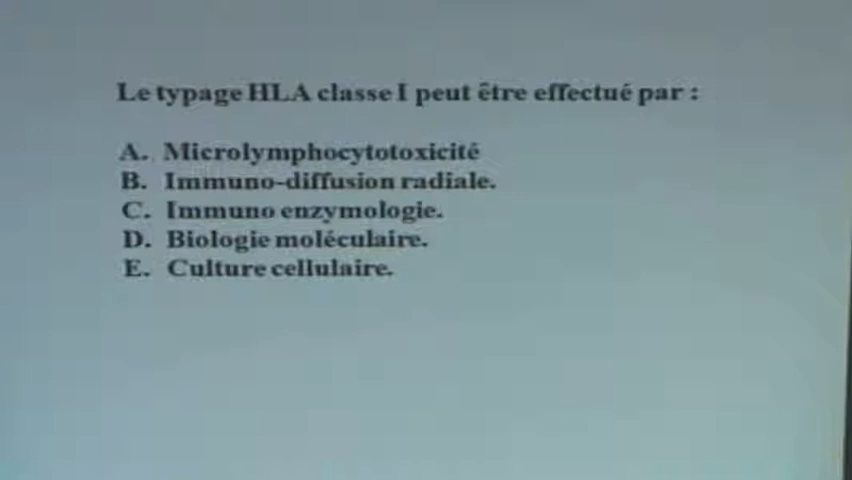 Le typage HLA classe I peut être effectué par :
A. Microlymphocytotoxicité
B. Immuno-diffusion radiale.
C. Immuno enzymologie.
D. Biologie moléculaire.
E. Culture cellulaire.